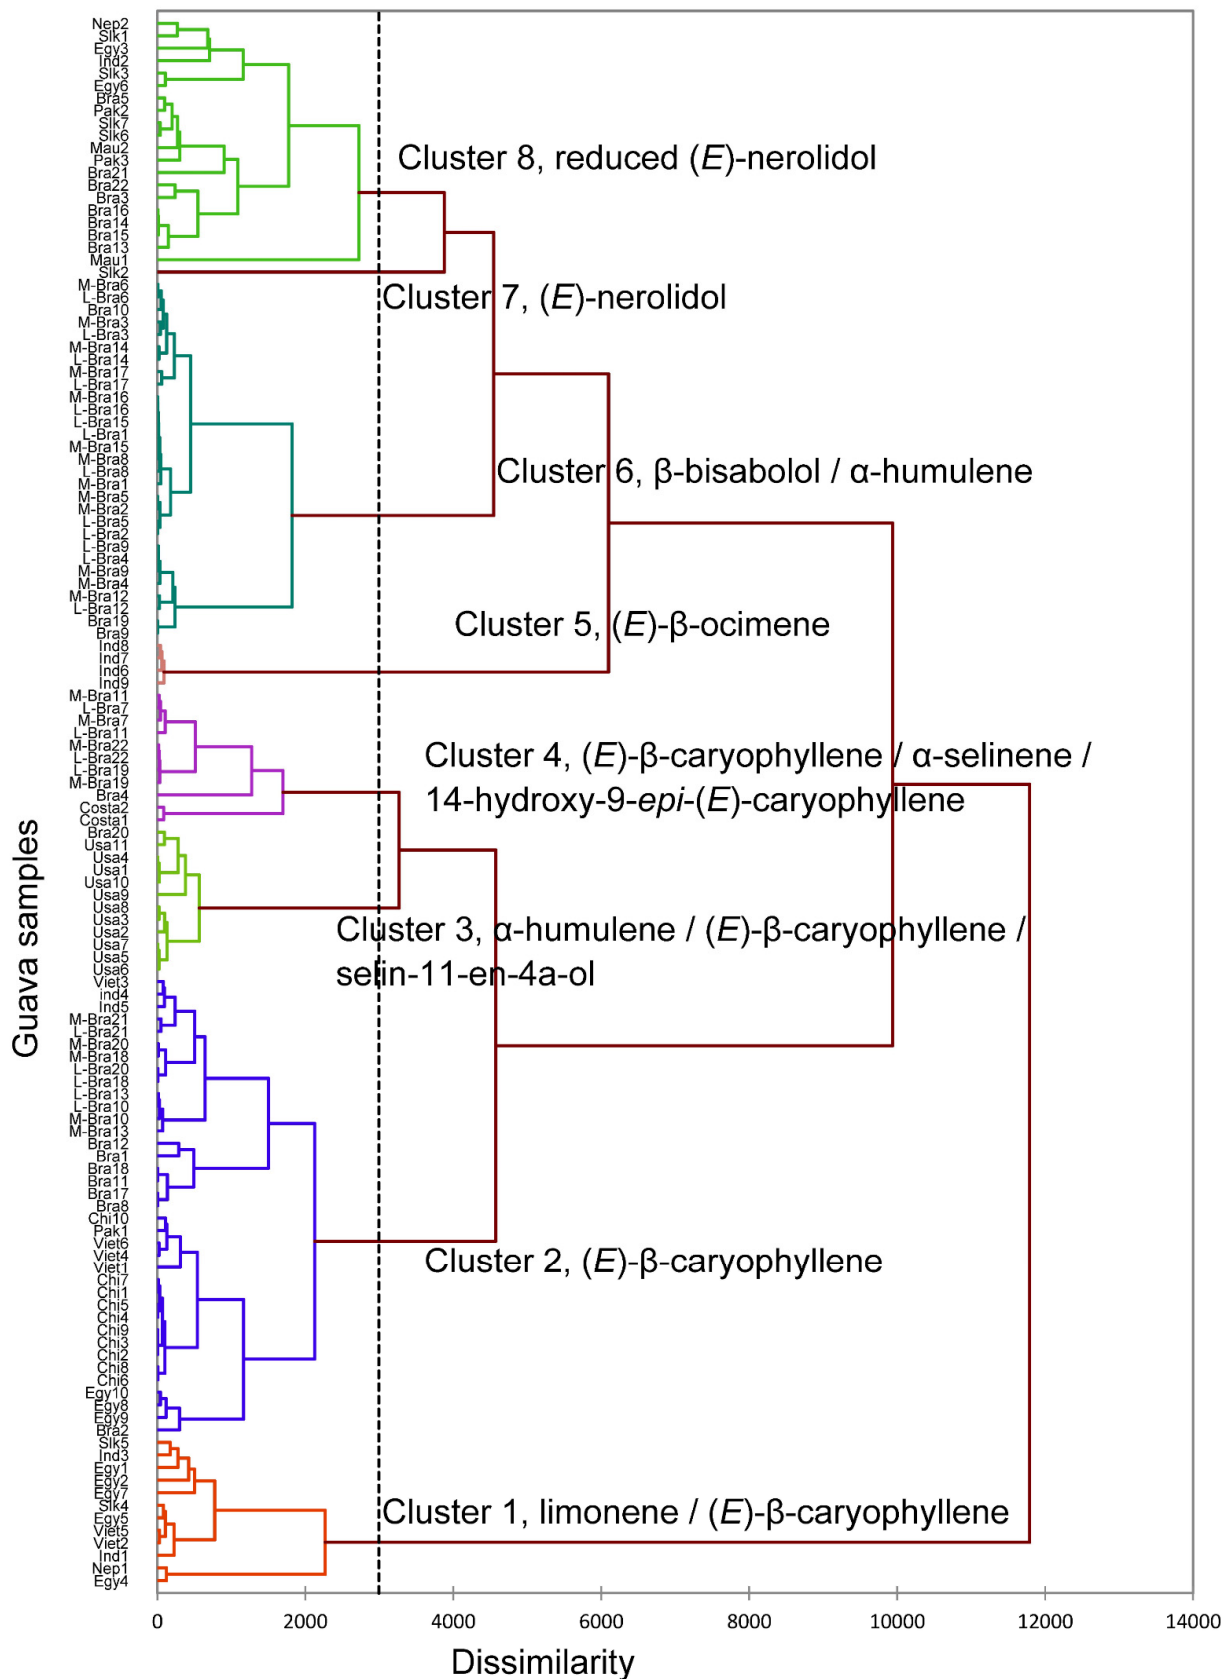 Nep2
Slk1
Egy3
Ind2
Slk3
Egy6
Bra5
Pak2
Slk7
Slk6
Mau2
Pak3
Bra21
Bra22
Bra3
Bra16
Bra14
Bra15
Bra13
Mau1
Slk2
M-Bra6
L-Bra6
Bra10
M-Bra3
L-Bra3
M-Bra14
L-Bra14
M-Bra17
L-Bra17
M-Bra16
L-Bra16
L-Bra15
L-Bra1
M-Bra15
M-Bra8
L-Bra8
M-Bra1
M-Bra5
M-Bra2
L-Bra5
L-Bra2
L-Bra9
L-Bra4
M-Bra9
M-Bra4
M-Bra12
L-Bra12
Bra19
Bra9
Ind8
Ind7
Ind6
Ind9
M-Bra11
L-Bra7
M-Bra7
L-Bra11
M-Bra22
L-Bra22
L-Bra19
M-Bra19
Bra4
Costa2
Costa1
Bra20
Usa11
Usa4
Usa1
Usa10
Usa9
Usa8
Usa3
Usa2
Usa7
Usa5
Usa6
Viet3
ind4
Ind5
M-Bra21
L-Bra21
M-Bra20
M-Bra18
L-Bra20
L-Bra18
L-Bra13
L-Bra10
M-Bra10
M-Bra13
Bra12
Bra1
Bra18
Bra11
Bra17
Bra8
Chi10
Pak1
Viet6
Viet4
Viet1
Chi7
Chi1
Chi5
Chi4
Chi9
Chi3
Chi2
Chi8
Chi6
Egy10
Egy8
Egy9
Bra2
Slk5
Ind3
Egy1
Egy2
Egy7
Slk4
Egy5
Viet5
Viet2
Ind1
Nep1
Egy4
Guava samples
Cluster 8, reduced (E)-nerolidol
Cluster 7, (E)-nerolidol
Cluster 6, β-bisabolol / α-humulene
Cluster 5, (E)-β-ocimene
Cluster 4, (E)-β-caryophyllene / α-selinene /
14-hydroxy-9-epi-(E)-caryophyllene
Cluster 3, α-humulene / (E)-β-caryophyllene /
selin-11-en-4a-ol
Cluster 2, (E)-β-caryophyllene
Cluster 1, limonene / (E)-β-caryophyllene
0 2000 4000 6000 8000 10000 12000 14000
Dissimilarity